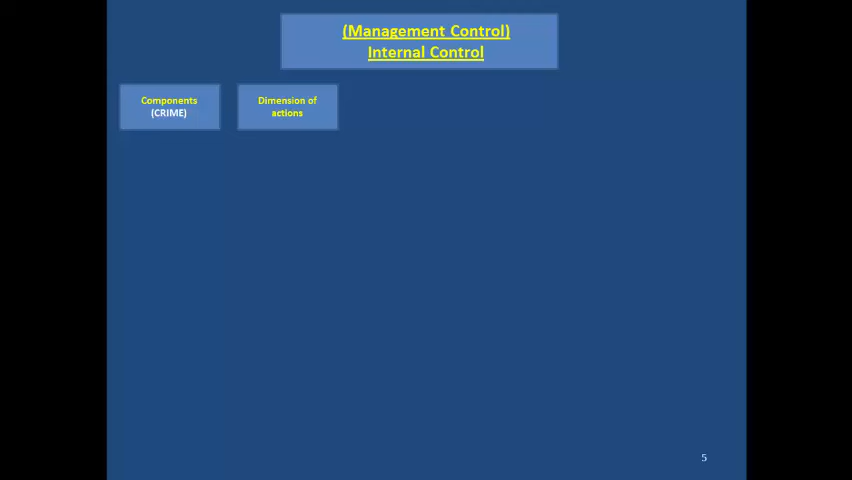 (Management Control)
Internal Control
Components
(CRIME)
Dimension of
actions
5